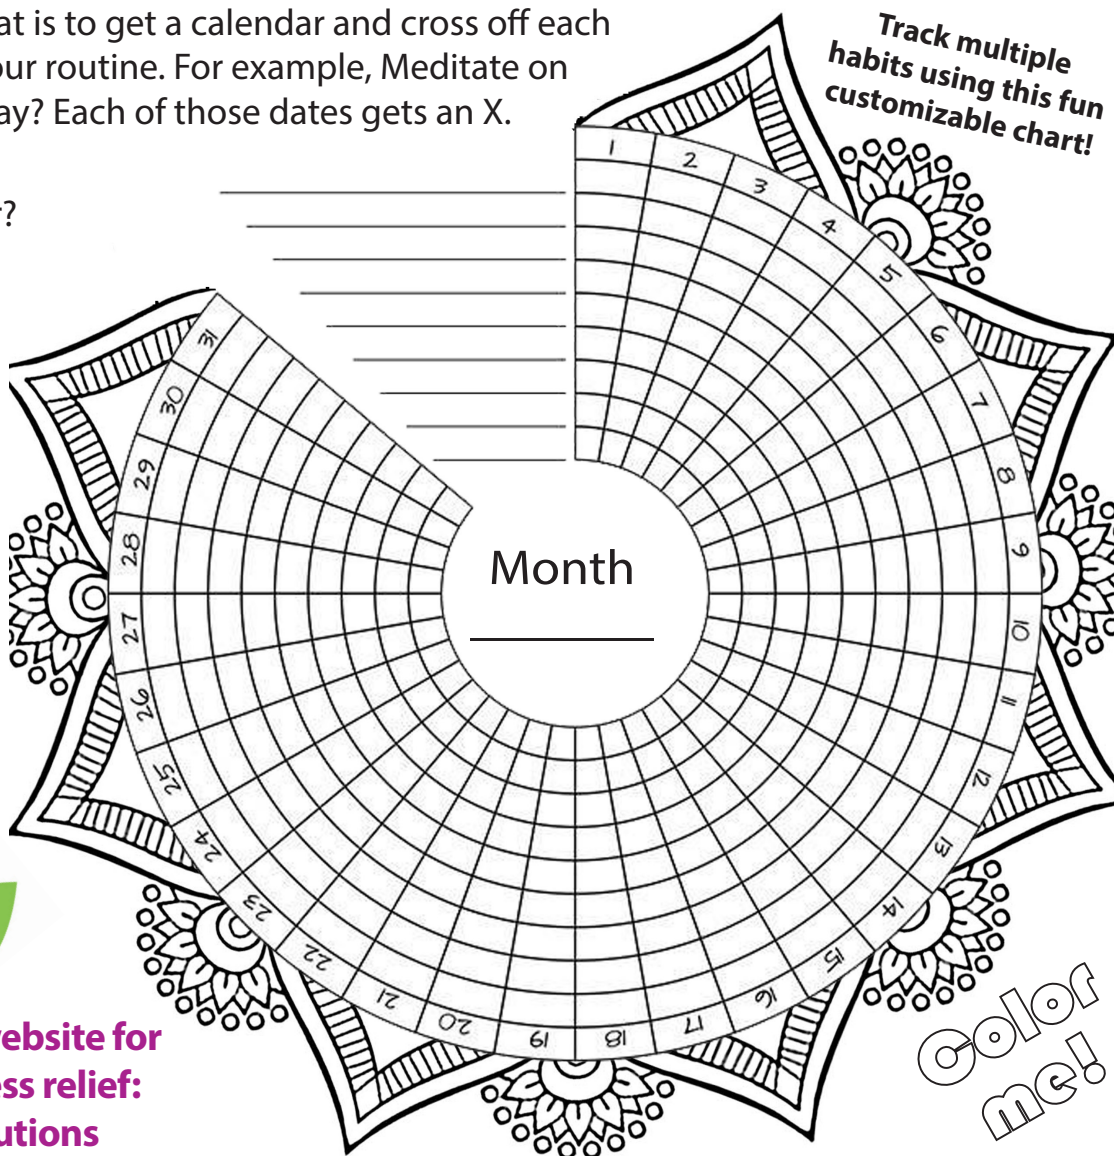 at is to get a calendar and cross off each
our routine. For example, Meditate on
ay? Each of those dates gets an X.
r?
Track multiple
habits using this fun
customizable chart!
1
2
3
4
5
6
7
8
9
10
11
12
13
14
15
16
17
18
19
20
21
22
23
24
25
26
27
28
29
30
31
Month
Color
me!
ebsite for
ess relief:
utions